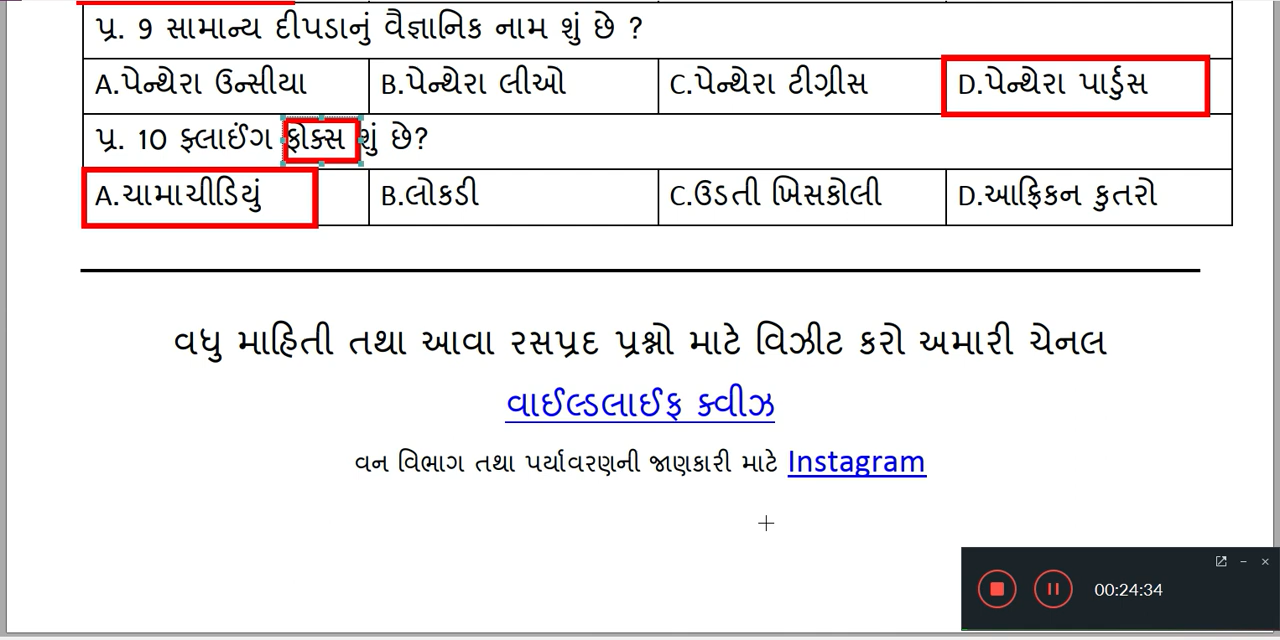 પ્ર. 9 સામાન્ય દીપડાનું વૈજ્ઞાનિક નામ શું છે ?
A.પેન્થેરા ઉન્સીયા B.પેન્થેરા લીઓ C.પેન્થેરા ટીગ્રીસ D.પેન્થેરા પાર્ડુસ
પ્ર. 10 ફ્લાઈંગ ફોક્સ શું છે?
A.ચામાચીડિયું B.લોકડી C.ઉડતી ખિસકોલી D.આફ્રિકન કુતરો
વધુ માહિતી તથા આવા રસપ્રદ પ્રશ્નો માટે વિઝીટ કરો અમારી ચેનલ
વાઈલ્ડલાઈફ ક્વીઝ
વન વિભાગ તથા પર્યાવરણની જાણકારી માટે Instagram
00:24:34